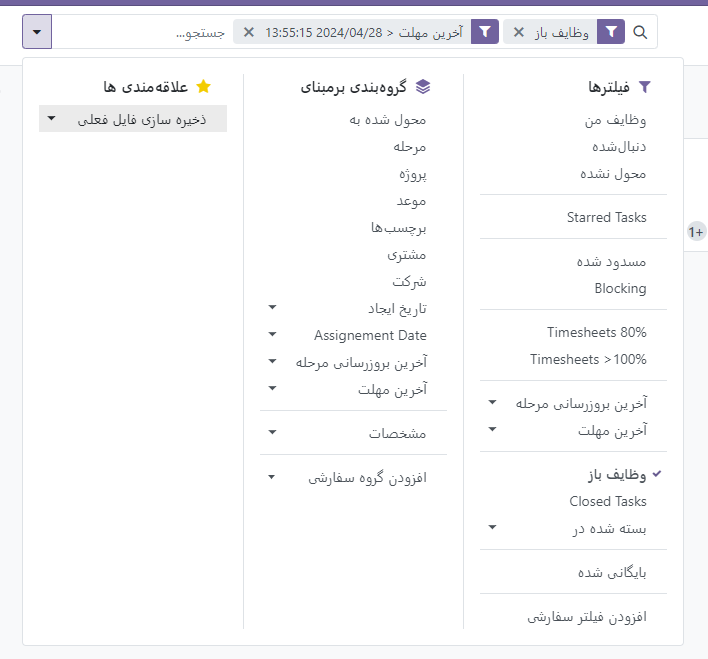 وظایف باز
آخرین مهلت < 2024/04/28 13:55:15
جستجو...
فیلترها
وظایف من
دنبال‌شده
محول نشده
Starred Tasks
مسدود شده
Blocking
Timesheets 80%
Timesheets >100%
آخرین بروزرسانی مرحله
آخرین مهلت
وظایف باز
Closed Tasks
بسته شده در
بایگانی شده
افزودن فیلتر سفارشی
گروه‌بندی برمبنای
محول شده به
مرحله
پروژه
موعد
برچسب‌ها
مشتری
شرکت
تاریخ ایجاد
Assignement Date
آخرین بروزرسانی مرحله
آخرین مهلت
مشخصات
افزودن گروه سفارشی
علاقه‌مندی ها
ذخیره سازی فایل فعلی
1+